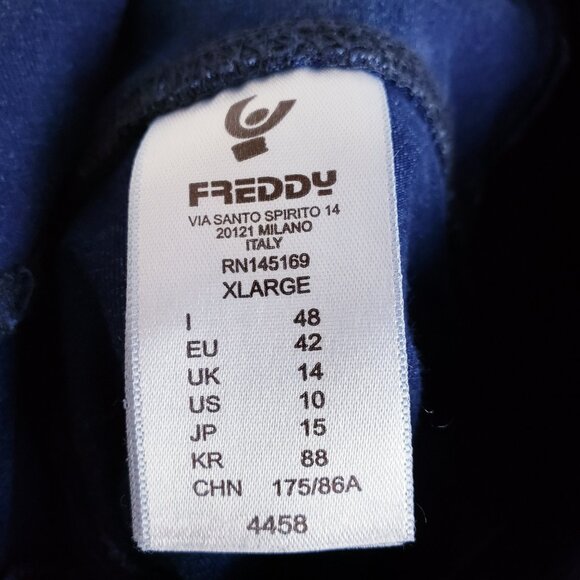 FREDDY
VIA SANTO SPIRITO 14
20121 MILANO
ITALY
RN145169
XLARGE
I 48
EU 42
UK 14
US 10
JP 15
KR 88
CHN 175/86A
4458